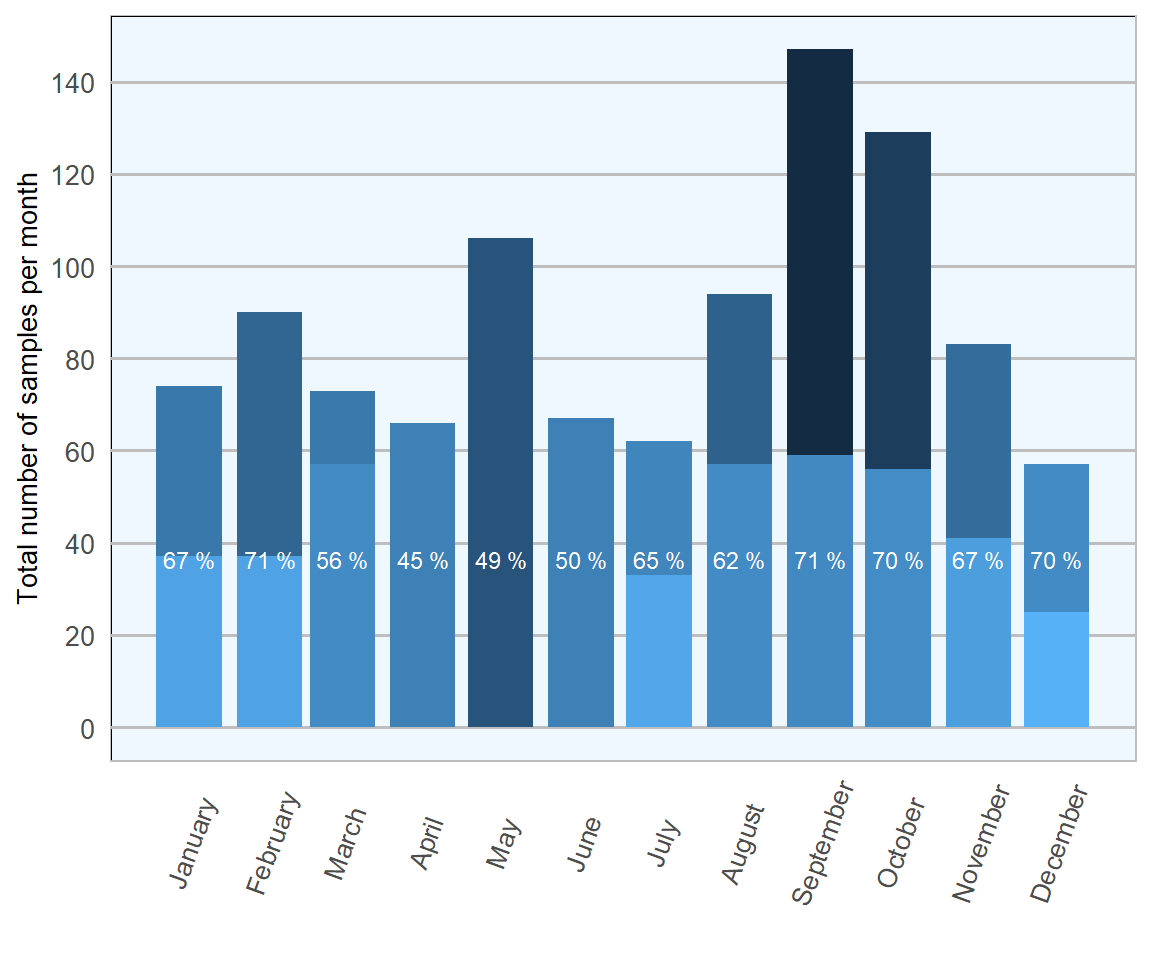 Total number of samples per month
140
120
100
80
60
40
20
0
67 %
71 %
56 %
45 %
49 %
50 %
65 %
62 %
71 %
70 %
67 %
70 %
January
February
March
April
May
June
July
August
September
October
November
December